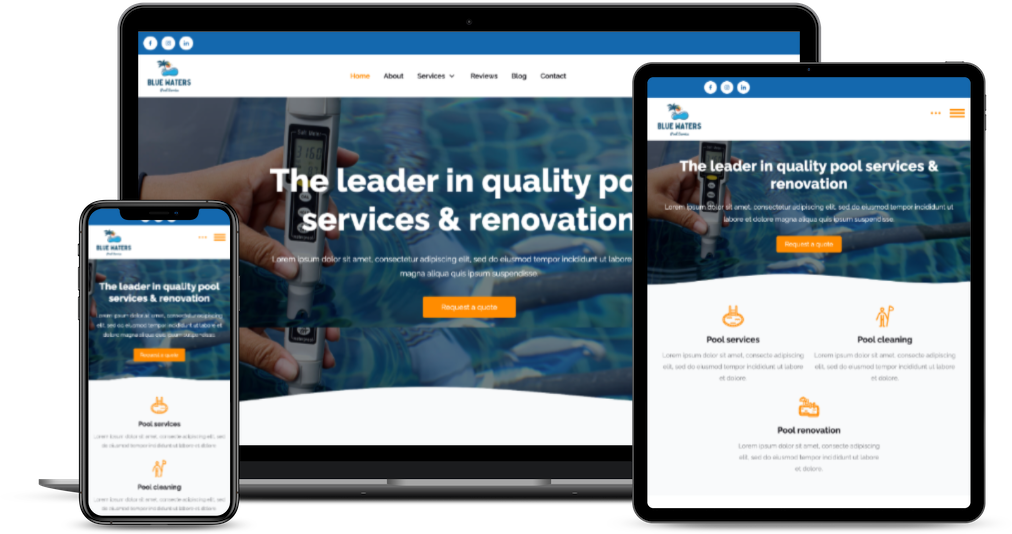 BLUE WATERS
Pool Service
Home About Services Reviews Blog Contact
3160
The leader in quality po
services & renovation
Lorem ipsum dolor sit amet, consectetur adipiscing elit, ut labore
magna aliqua quis ipsum suspendisse
Request a quote
BLUE WATERS
The leader in quality pool services &
renovation
Lorem ipsum dolor sit amet, consectetur adipiscing elit, sed do eiusmod tempor incididunt ut
labore et dolore magna aliqua quis ipsum suspendisse.
Request a quote
Pool services
Lorem ipsum dolor sit amet, consecte adipiscing
elit, sed do eiusmod tempor incididunt ut labore
et dolore.
Pool cleaning
Lorem ipsum dolor sit amet, consecte adipiscing
elit, sed do eiusmod tempor incididunt ut labore
et dolore.
Pool renovation
Lorem ipsum dolor sit amet, consecte adipiscing
elit, sed do eiusmod tempor incididunt ut labore
et dolore.
BLUE WATERS
The leader in quality pool
services & renovation
Lorem ipsum dolor sit amet, consectetur adipiscing
elit, sed do eiusmod tempor incididunt ut labore et
dolore magna aliqua quis ipsum suspendisse.
Request a quote
Pool services
Lorem ipsum dolor sit amet, consecte adipiscing elit, sed
do eiusmod tempor incididunt ut labore et dolore.
Pool cleaning
Lorem ipsum dolor sit amet, consecte adipiscing elit, sed
do eiusmod tempor incididunt ut labore et dolore.